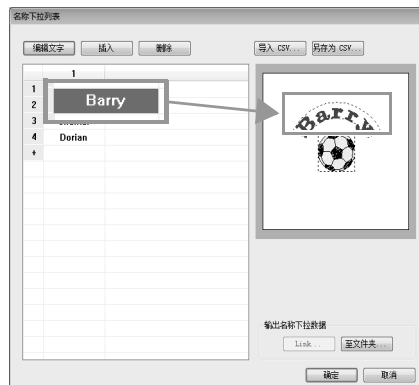 名称下拉列表
编辑文字 插入 删除 导入 CSV... 另存为 CSV...
1
1
2 Barry
3
4 Dorian
+
Barry
输出名称下拉数据
Link... 至文件夹...
确定 取消